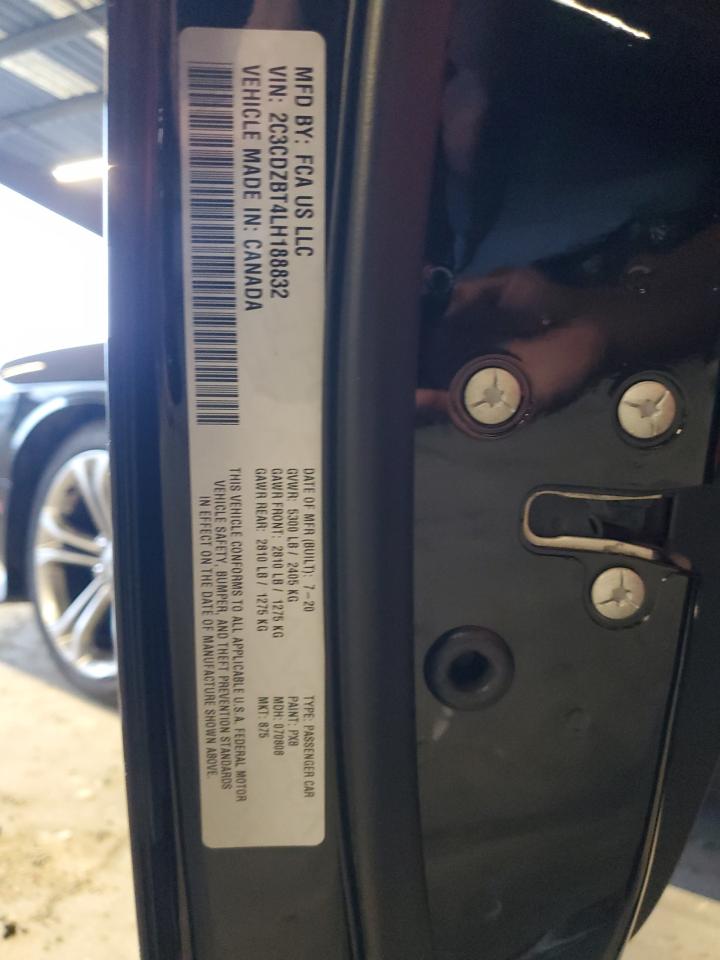 MFD BY: FCA US LLC
VIN: 2C3CDZBT4LH188832
VEHICLE MADE IN: CANADA
DATE OF MFR (BUILT): 7-20
GVWR: 5300 LB / 2405 KG
GAWR FRONT: 2810 LB / 1275 KG
GAWR REAR: 2810 LB / 1275 KG
TYPE: PASSENGER CAR
PAINT: PX8
MDH: 070808
MKT: 875
THIS VEHICLE CONFORMS TO ALL APPLICABLE U.S.A. FEDERAL MOTOR
VEHICLE SAFETY, BUMPER, AND THEFT PREVENTION STANDARDS
IN EFFECT ON THE DATE OF MANUFACTURE SHOWN ABOVE.